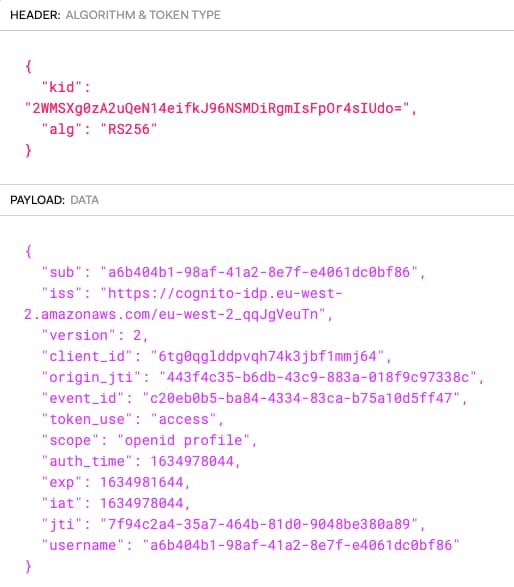 HEADER: ALGORITHM & TOKEN TYPE
{
"kid":
"2WMSXg0zA2uQeN14eifkJ96NSMDiRgmIsFpOr4sIUdo=",
"alg": "RS256"
}
PAYLOAD: DATA
{
"sub": "a6b404b1-98af-41a2-8e7f-e4061dc0bf86",
"iss": "https://cognito-idp.eu-west-
2.amazonaws.com/eu-west-2_qqJgVeuTn",
"version": 2,
"client_id": "6tg0qglddpvqh74k3jbf1mmj64",
"origin_jti": "443f4c35-b6db-43c9-883a-018f9c97338c",
"event_id": "c20eb0b5-ba84-4334-83ca-b75a10d5ff47",
"token_use": "access",
"scope": "openid profile",
"auth_time": 1634978044,
"exp": 1634981644,
"iat": 1634978044,
"jti": "7f94c2a4-35a7-464b-81d0-9048be380a89",
"username": "a6b404b1-98af-41a2-8e7f-e4061dc0bf86"
}